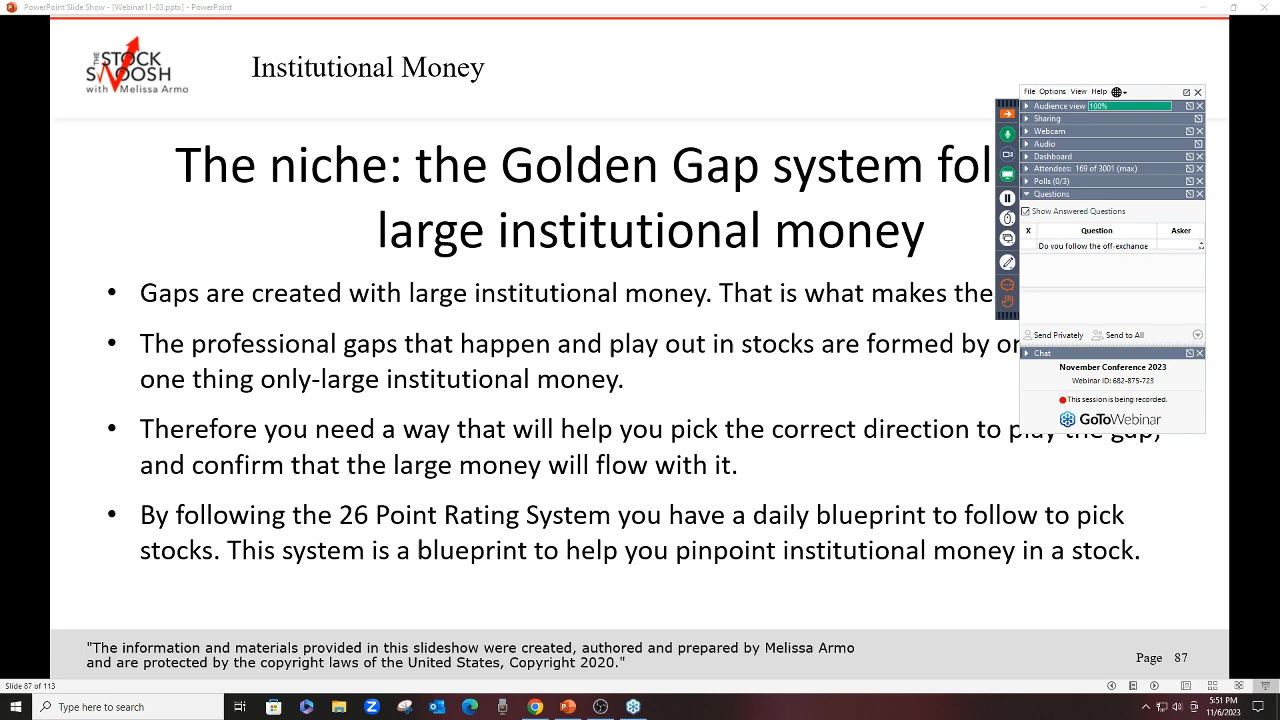 PowerPoint Slide Show - [Webinar11-03.pptx] - PowerPoint
THE
STOCK
SWOOSH
with Melissa Armo
Institutional Money
The niche: the Golden Gap system
large institutional money
• Gaps are created with large institutional money. That is what makes
• The professional gaps that happen and play out in stocks are formed by
one thing only-large institutional money.
• Therefore you need a way that will help you pick the correct direction to play the gap,
and confirm that the large money will flow with it.
• By following the 26 Point Rating System you have a daily blueprint to follow to pick
stocks. This system is a blueprint to help you pinpoint institutional money in a stock.
"The information and materials provided in this slideshow were created, authored and prepared by Melissa Armo
and are protected by the copyright laws of the United States, Copyright 2020."
Page 87
File Options View Help
Audience view 100%
Sharing
Webcam
Audio
Dashboard
Attendees: 169 of 3001 (max)
Polls (0/3)
Questions
Show Answered Questions
X Question Asker
Do you follow the off-exchange
Send Privately Send to All
Chat
November Conference 2023
Webinar ID: 682-875-723
This session is being recorded.
GoToWebinar
Slide 87 of 113
Type here to search
5:51 PM
11/6/2023